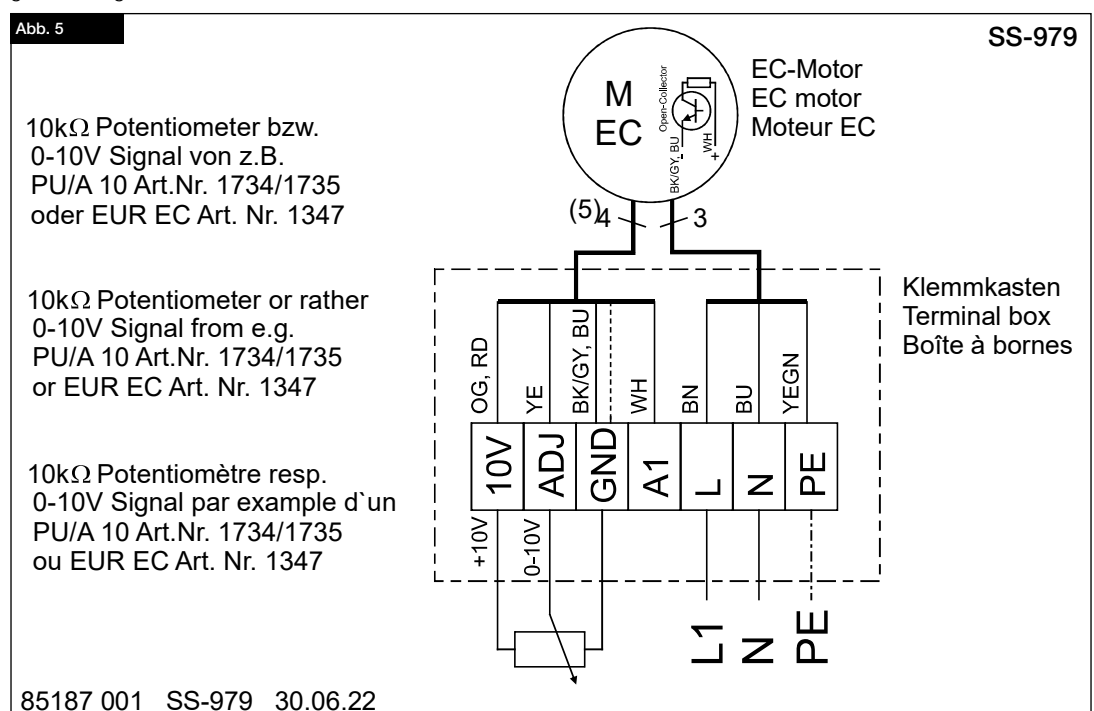 Abb. 5
SS-979
EC-Motor
EC motor
Moteur EC
M
EC
Open-Collector
BK/GY, BU
-
WH
+
10kΩ Potentiometer bzw.
0-10V Signal von z.B.
PU/A 10 Art.Nr. 1734/1735
oder EUR EC Art. Nr. 1347
(5)
4
3
10kΩ Potentiometer or rather
0-10V Signal from e.g.
PU/A 10 Art.Nr. 1734/1735
or EUR EC Art. Nr. 1347
Klemmkasten
Terminal box
Boîte à bornes
OG, RD
YE
BK/GY, BU
WH
BN
BU
YEGN
10V
ADJ
GND
A1
L
N
PE
10kΩ Potentiomètre resp.
0-10V Signal par example d`un
PU/A 10 Art.Nr. 1734/1735
ou EUR EC Art. Nr. 1347
+10V
0-10V
L1
N
PE
85187 001 SS-979 30.06.22